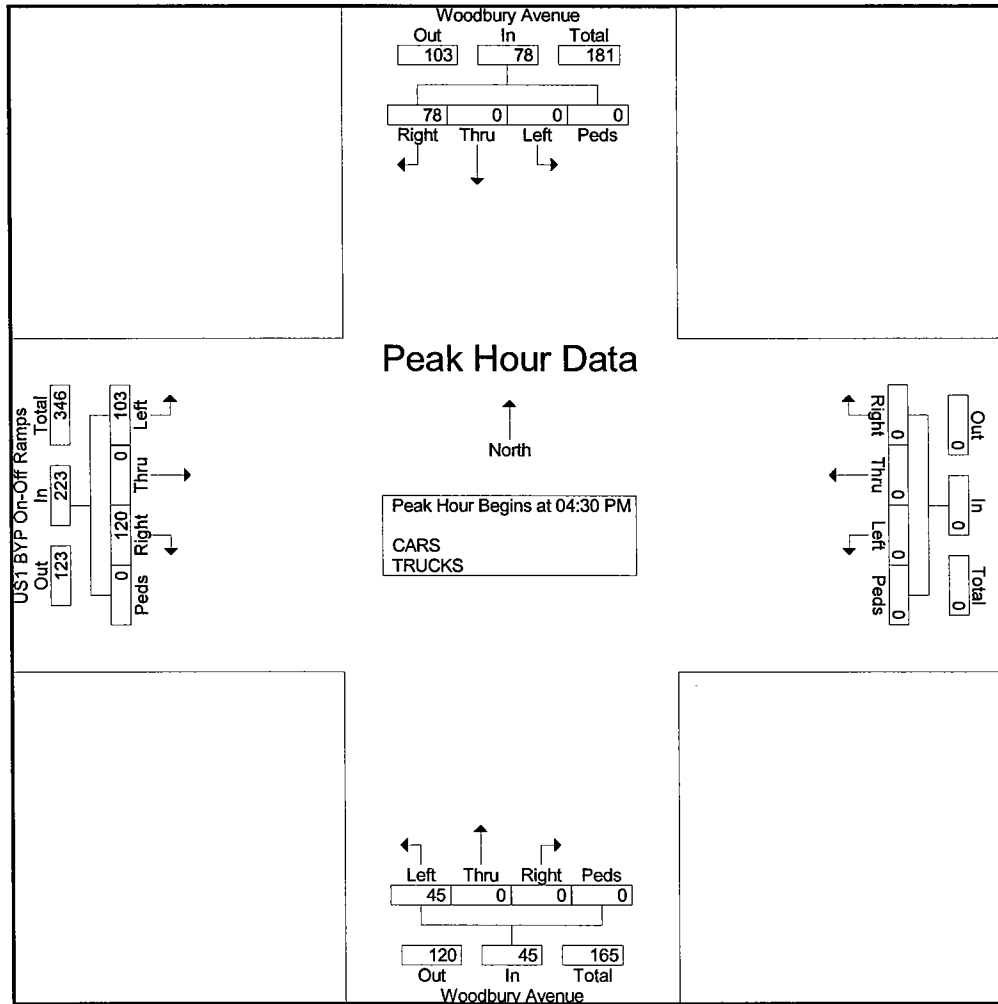 Woodbury Avenue
Out In Total
103 78 181
78 0 0 0
Right Thru Left Peds
Peak Hour Data
North
Peak Hour Begins at 04:30 PM
CARS
TRUCKS
US1 BYP On-Off Ramps
Out In Total
123 223 346
103 0 120 0
Left Thru Right Peds
Right Thru Left Peds
0 0 0 0
Out In Total
0 0 0
Left Thru Right Peds
45 0 0 0
120 45 165
Out In Total
Woodbury Avenue